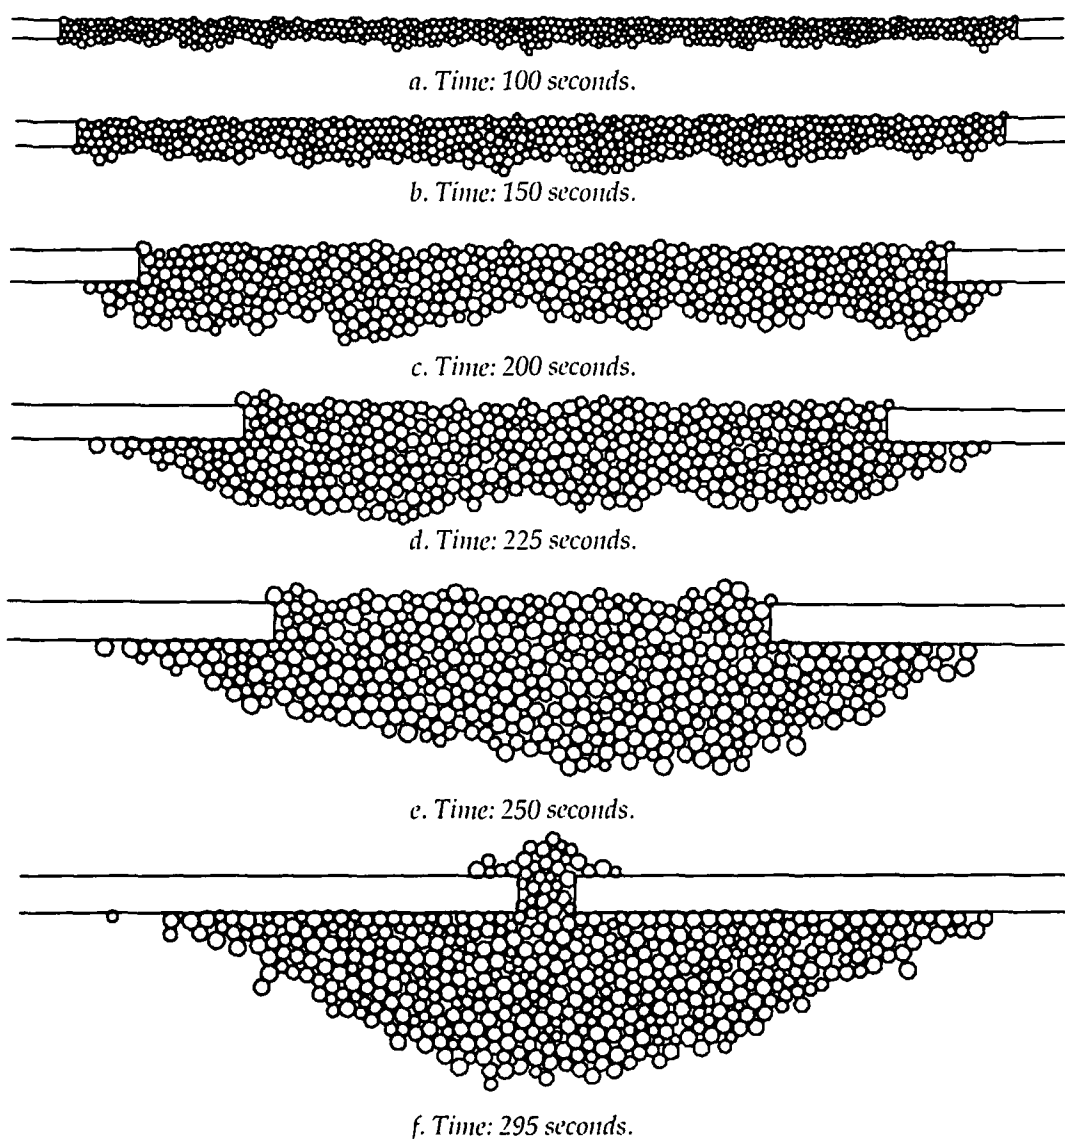 a. Time: 100 seconds.
b. Time: 150 seconds.
c. Time: 200 seconds.
d. Time: 225 seconds.
e. Time: 250 seconds.
f. Time: 295 seconds.